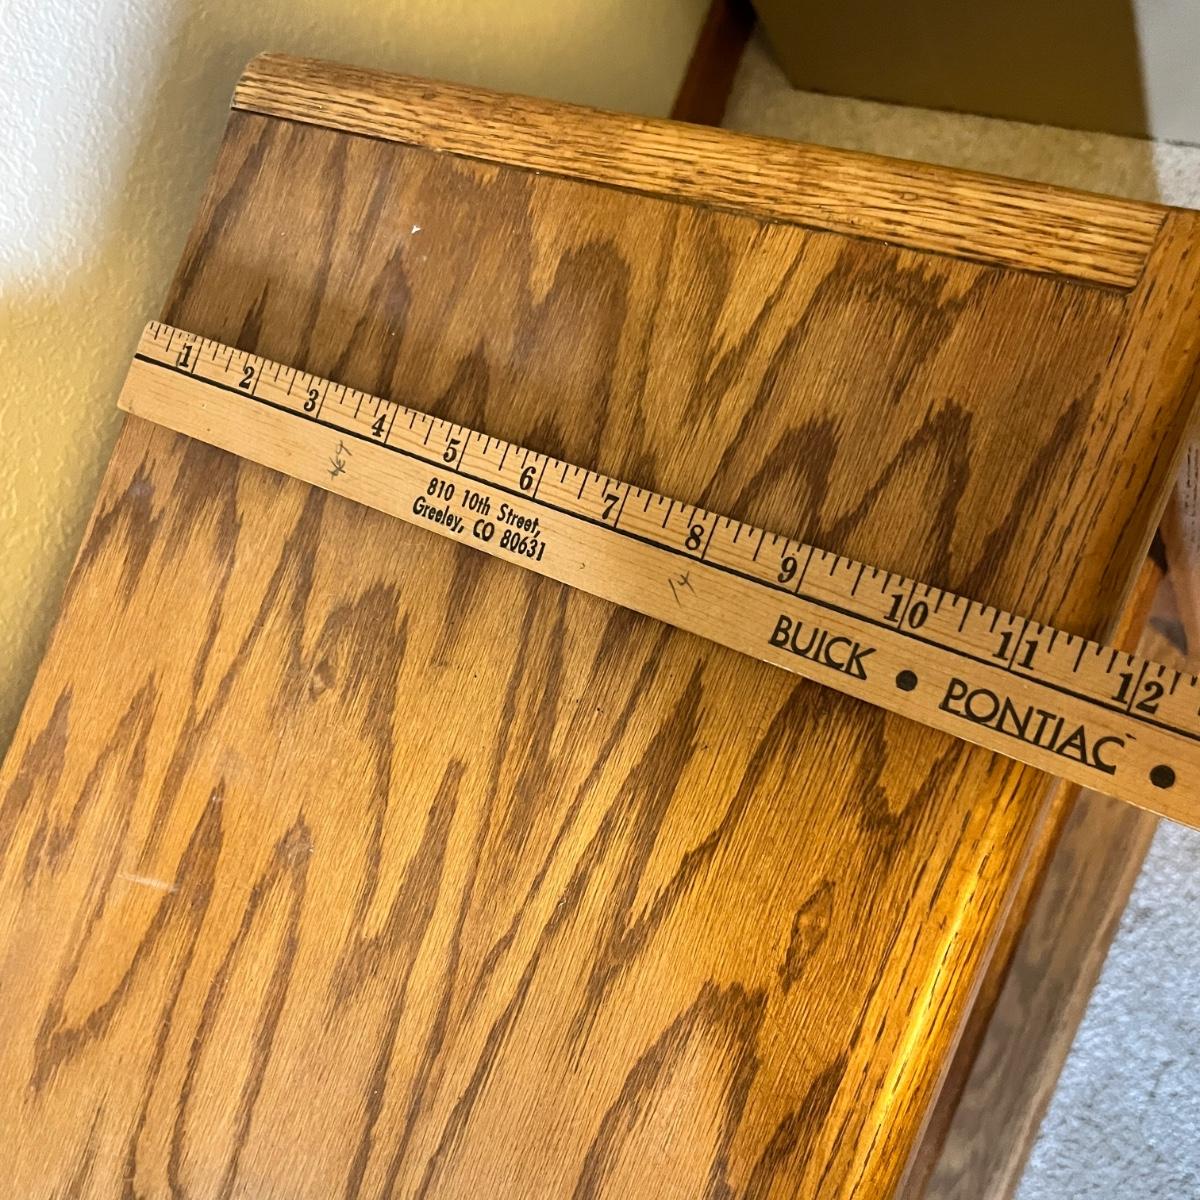 1 2 3 4 5 6 7 8 9 10 11 12
810 10th Street,
Greeley, CO 80631
14
BUICK • PONTIAC •